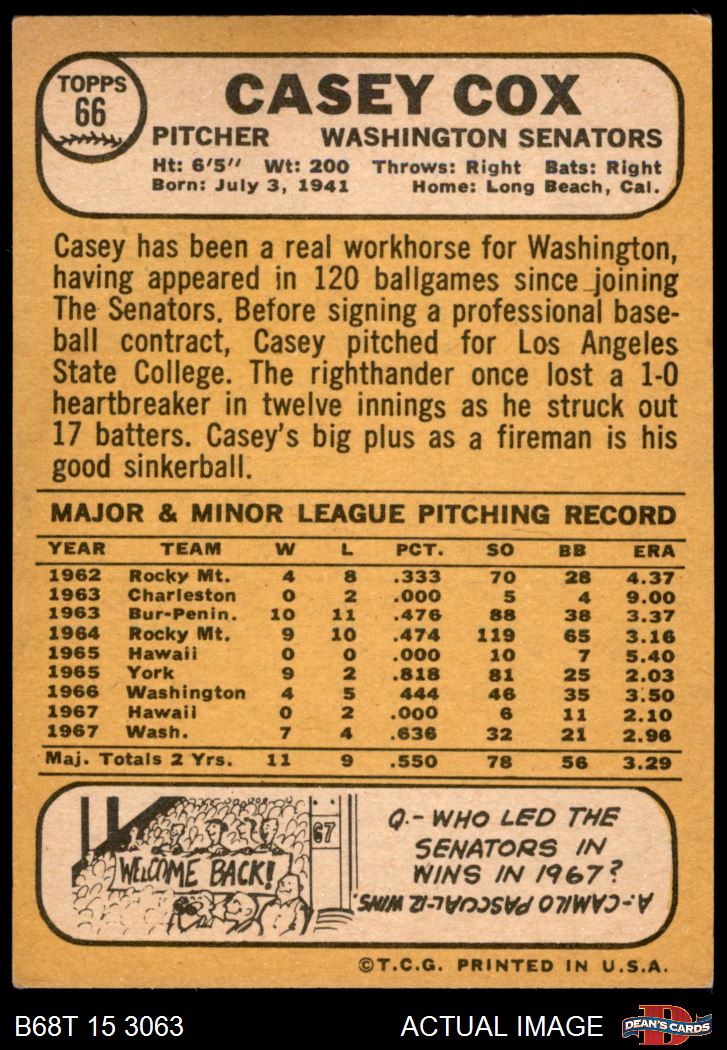 TOPPS
66
CASEY COX
PITCHER WASHINGTON SENATORS
Ht: 6'5" Wt: 200 Throws: Right Bats: Right
Born: July 3, 1941 Home: Long Beach, Cal.
Casey has been a real workhorse for Washington,
having appeared in 120 ballgames since joining
The Senators. Before signing a professional base-
ball contract, Casey pitched for Los Angeles
State College. The righthander once lost a 1-0
heartbreaker in twelve innings as he struck out
17 batters. Casey's big plus as a fireman is his
good sinkerball.
MAJOR & MINOR LEAGUE PITCHING RECORD
YEAR TEAM W L PCT. SO BB ERA
1962 Rocky Mt. 4 8 .333 70 28 4.37
1963 Charleston 0 2 .000 5 4 9.00
1963 Bur-Penin. 10 11 .476 88 38 3.37
1964 Rocky Mt. 9 10 .474 119 65 3.16
1965 Hawaii 0 0 .000 10 7 5.40
1965 York 9 2 .818 81 25 2.03
1966 Washington 4 5 444 46 35 3.50
1967 Hawaii 0 2 .000 6 11 2.10
1967 Wash. 7 4 .636 32 21 2.96
Maj. Totals 2 Yrs. 11 9 .550 78 56 3.29
67
WELCOME BACK!
Q.- WHO LED THE
SENATORS IN
WINS IN 1967?
A.- CAMILO PASCUAL-12 WINS.
©T.C.G. PRINTED IN U.S.A.
B68T 15 3063 ACTUAL IMAGE
D
DEAN'S CARDS